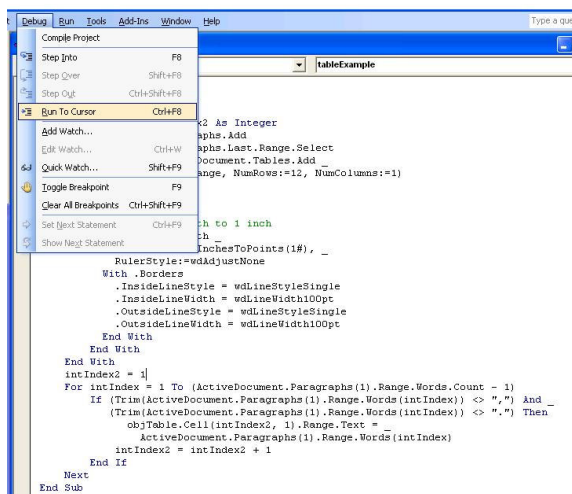 Debug Run Tools Add-Ins Window Help Type a que
Compile Project
Step Into F8
tableExample
Step Over Shift+F8
Step Out Ctrl+Shift+F8
Run To Cursor Ctrl+F8
x2 As Integer
Add Watch...
aphs.Add
Edit Watch... Ctrl+W
aphs.Last.Range.Select
Document.Tables.Add _
Quick Watch... Shift+F9
ange, NumRows:=12, NumColumns:=1)
Toggle Breakpoint F9
Clear All Breakpoints Ctrl+Shift+F9
Set Next Statement Ctrl+F9
th to 1 inch
Show Next Statement
th _
InchesToPoints(1#), _
RulerStyle:=wdAdjustNone
With .Borders
.InsideLineStyle = wdLineStyleSingle
.InsideLineWidth = wdLineWidth100pt
.OutsideLineStyle = wdLineStyleSingle
.OutsideLineWidth = wdLineWidth100pt
End With
End With
End With
intIndex2 = 1
For intIndex = 1 To (ActiveDocument.Paragraphs(1).Range.Words.Count - 1)
If (Trim(ActiveDocument.Paragraphs(1).Range.Words(intIndex)) <> ",") And _
(Trim(ActiveDocument.Paragraphs(1).Range.Words(intIndex)) <> ".") Then
objTable.Cell(intIndex2, 1).Range.Text = _
ActiveDocument.Paragraphs(1).Range.Words(intIndex)
intIndex2 = intIndex2 + 1
End If
Next
End Sub